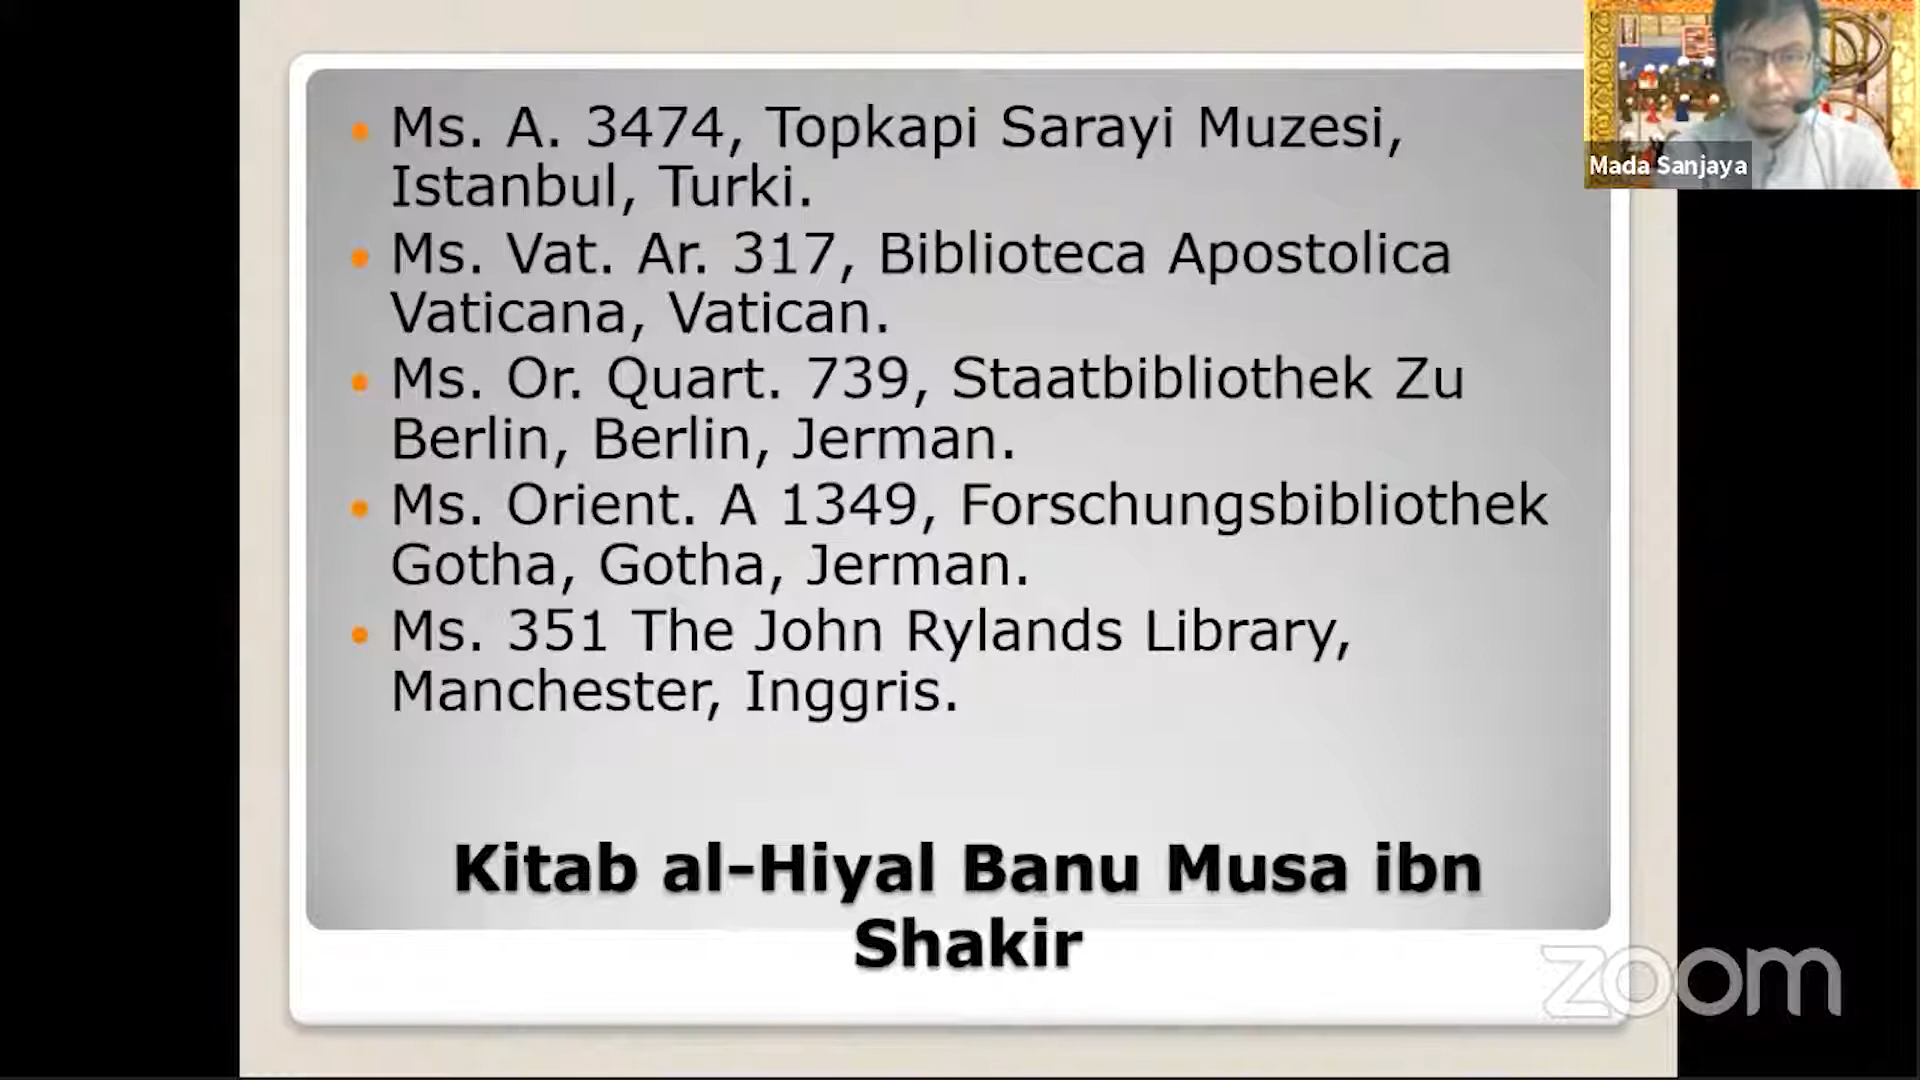 Ms. A. 3474, Topkapi Sarayi Muzesi,
Istanbul, Turki.
Ms. Vat. Ar. 317, Biblioteca Apostolica
Vaticana, Vatican.
Ms. Or. Quart. 739, Staatbibliothek Zu
Berlin, Berlin, Jerman.
Ms. Orient. A 1349, Forschungsbibliothek
Gotha, Gotha, Jerman.
Ms. 351 The John Rylands Library,
Manchester, Inggris.
Kitab al-Hiyal Banu Musa ibn
Shakir
Mada Sanjaya
zoom